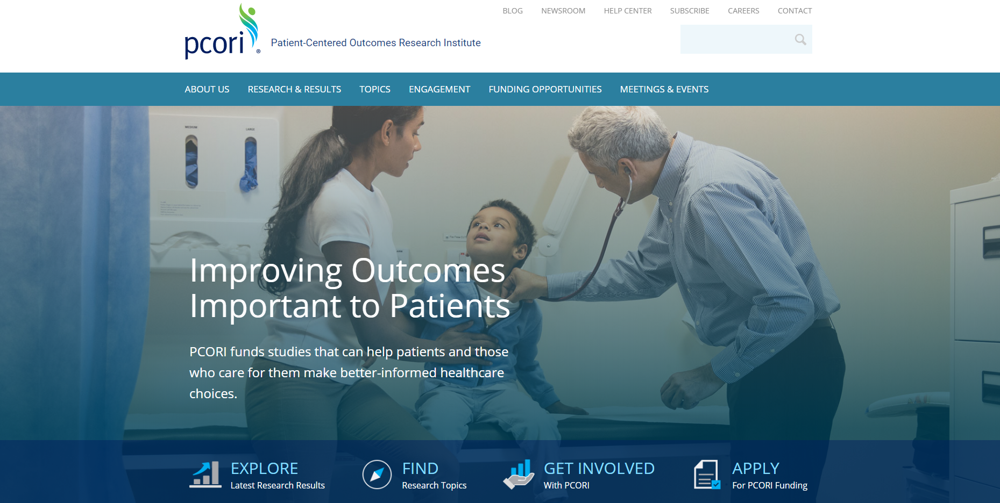 BLOG NEWSROOM HELP CENTER SUBSCRIBE CAREERS CONTACT
pcori®
Patient-Centered Outcomes Research Institute
ABOUT US RESEARCH & RESULTS TOPICS ENGAGEMENT FUNDING OPPORTUNITIES MEETINGS & EVENTS
MEDIUM
LARGE
Improving Outcomes
Important to Patients
PCORI funds studies that can help patients and those
who care for them make better-informed healthcare
choices.
EXPLORE
Latest Research Results
FIND
Research Topics
GET INVOLVED
With PCORI
APPLY
For PCORI Funding